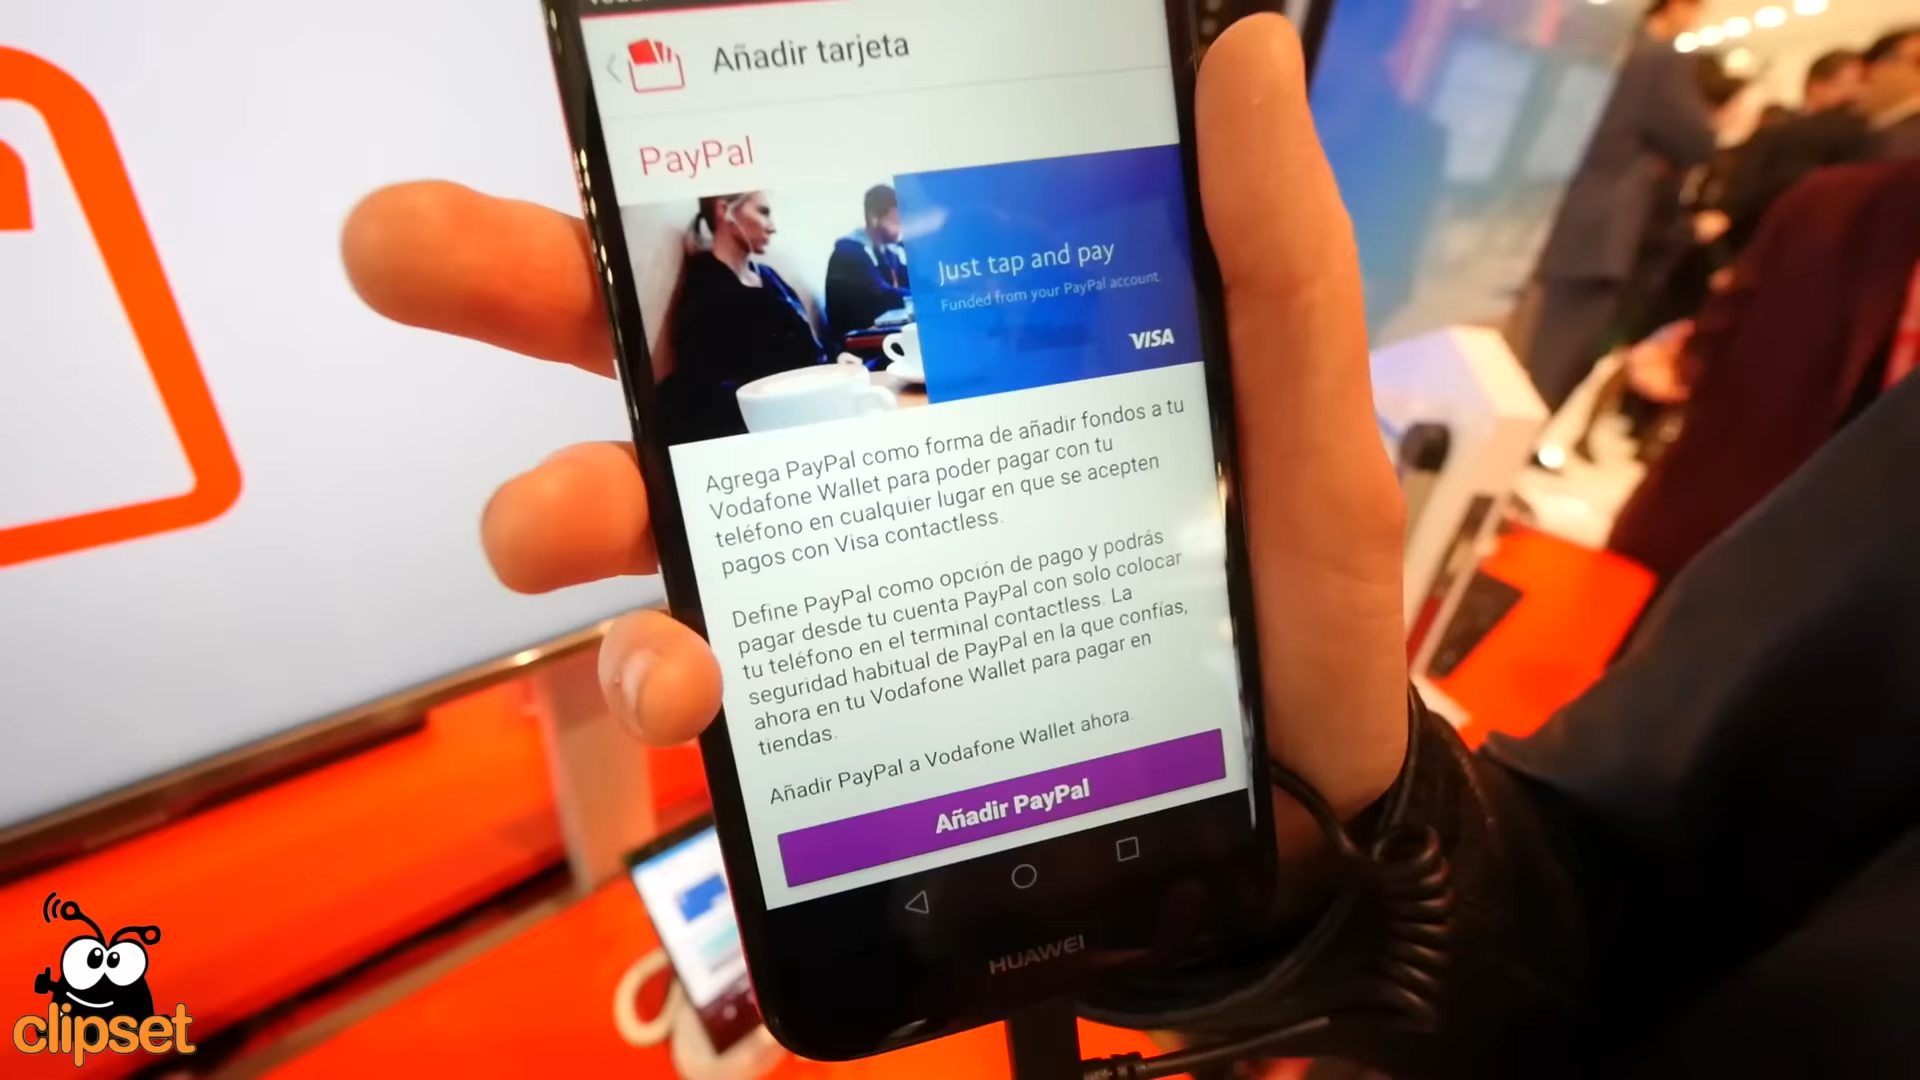 Añadir tarjeta
PayPal
Just tap and pay
Funded from your PayPal account.
VISA
Agrega PayPal como forma de añadir fondos a tu
Vodafone Wallet para poder pagar con tu
teléfono en cualquier lugar en que se acepten
pagos con Visa contactless.
Define PayPal como opción de pago y podrás
pagar desde tu cuenta PayPal con solo colocar
tu teléfono en el terminal contactless. La
seguridad habitual de PayPal en la que confías,
ahora en tu Vodafone Wallet para pagar en
tiendas.
Añadir PayPal a Vodafone Wallet ahora.
Añadir PayPal
HUAWEI
clipset